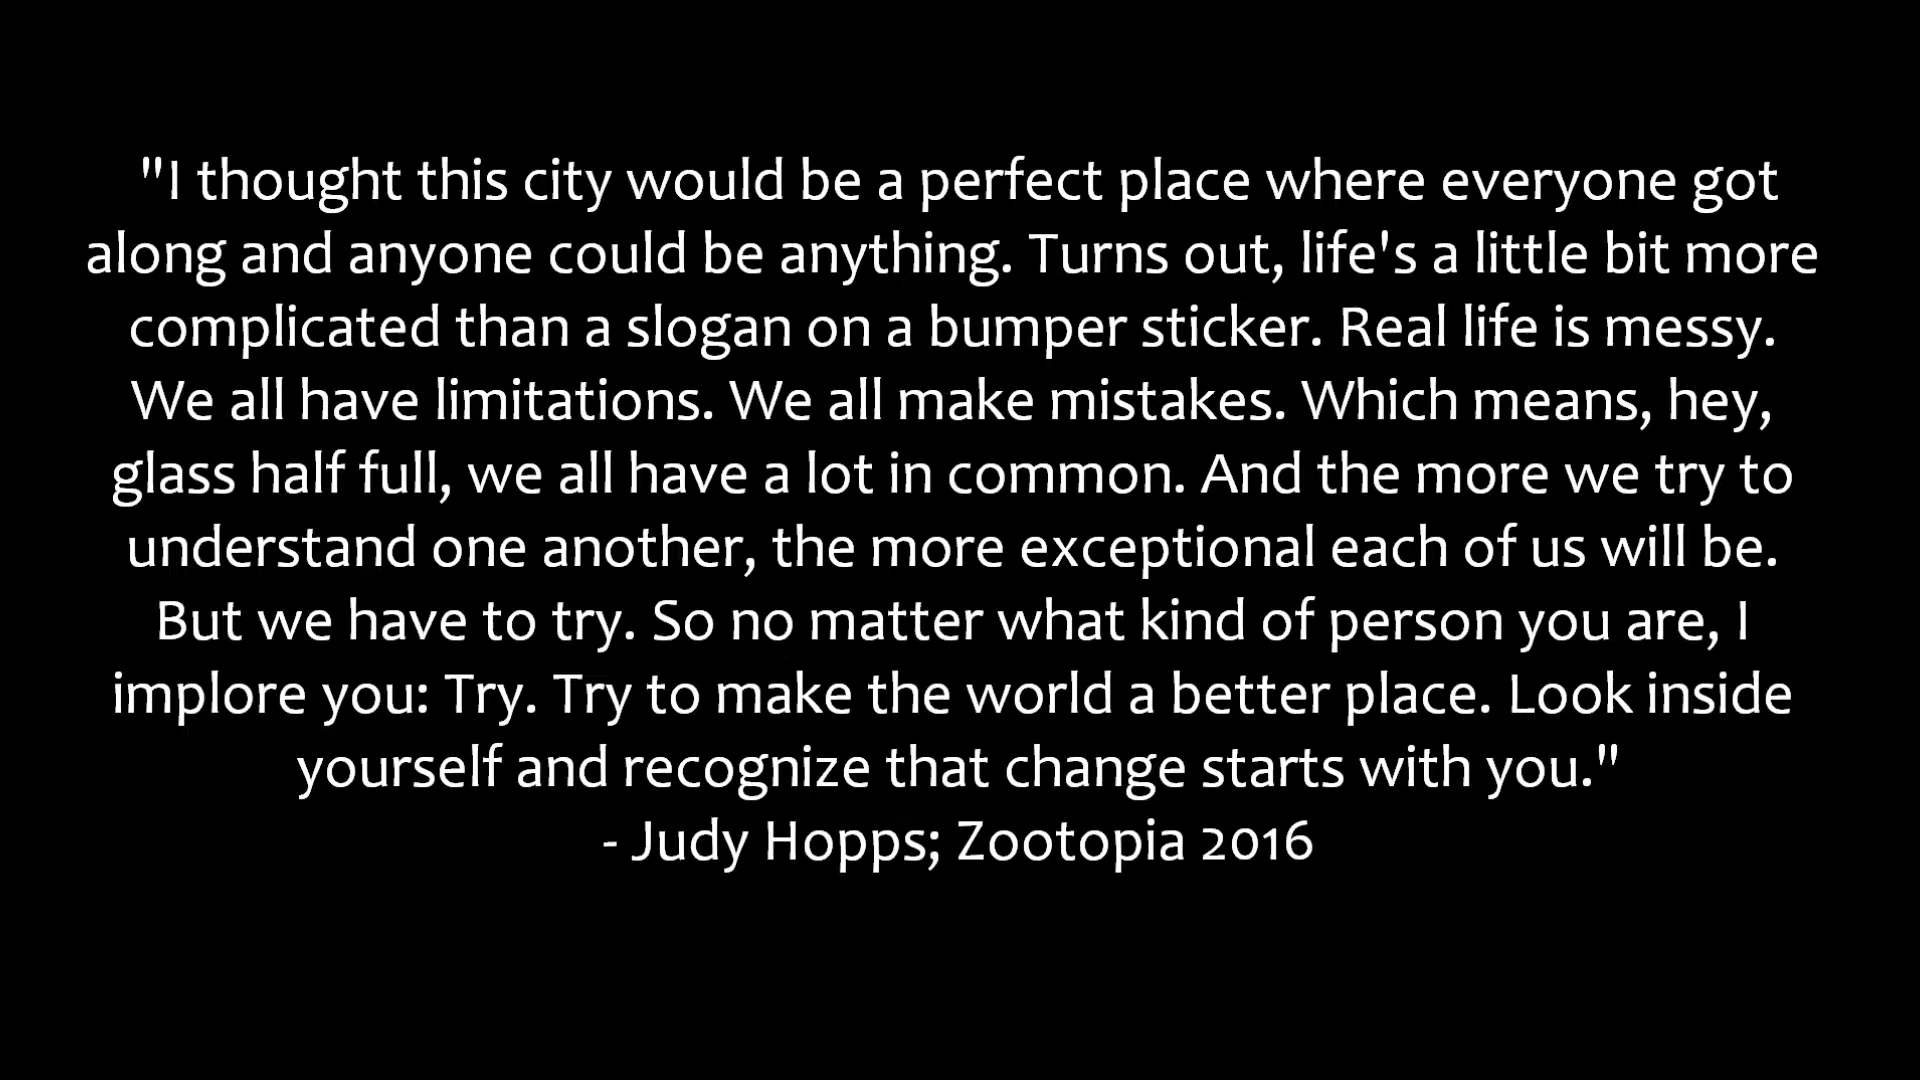 "I thought this city would be a perfect place where everyone got
along and anyone could be anything. Turns out, life's a little bit more
complicated than a slogan on a bumper sticker. Real life is messy.
We all have limitations. We all make mistakes. Which means, hey,
glass half full, we all have a lot in common. And the more we try to
understand one another, the more exceptional each of us will be.
But we have to try. So no matter what kind of person you are, I
implore you: Try. Try to make the world a better place. Look inside
yourself and recognize that change starts with you."
- Judy Hopps; Zootopia 2016